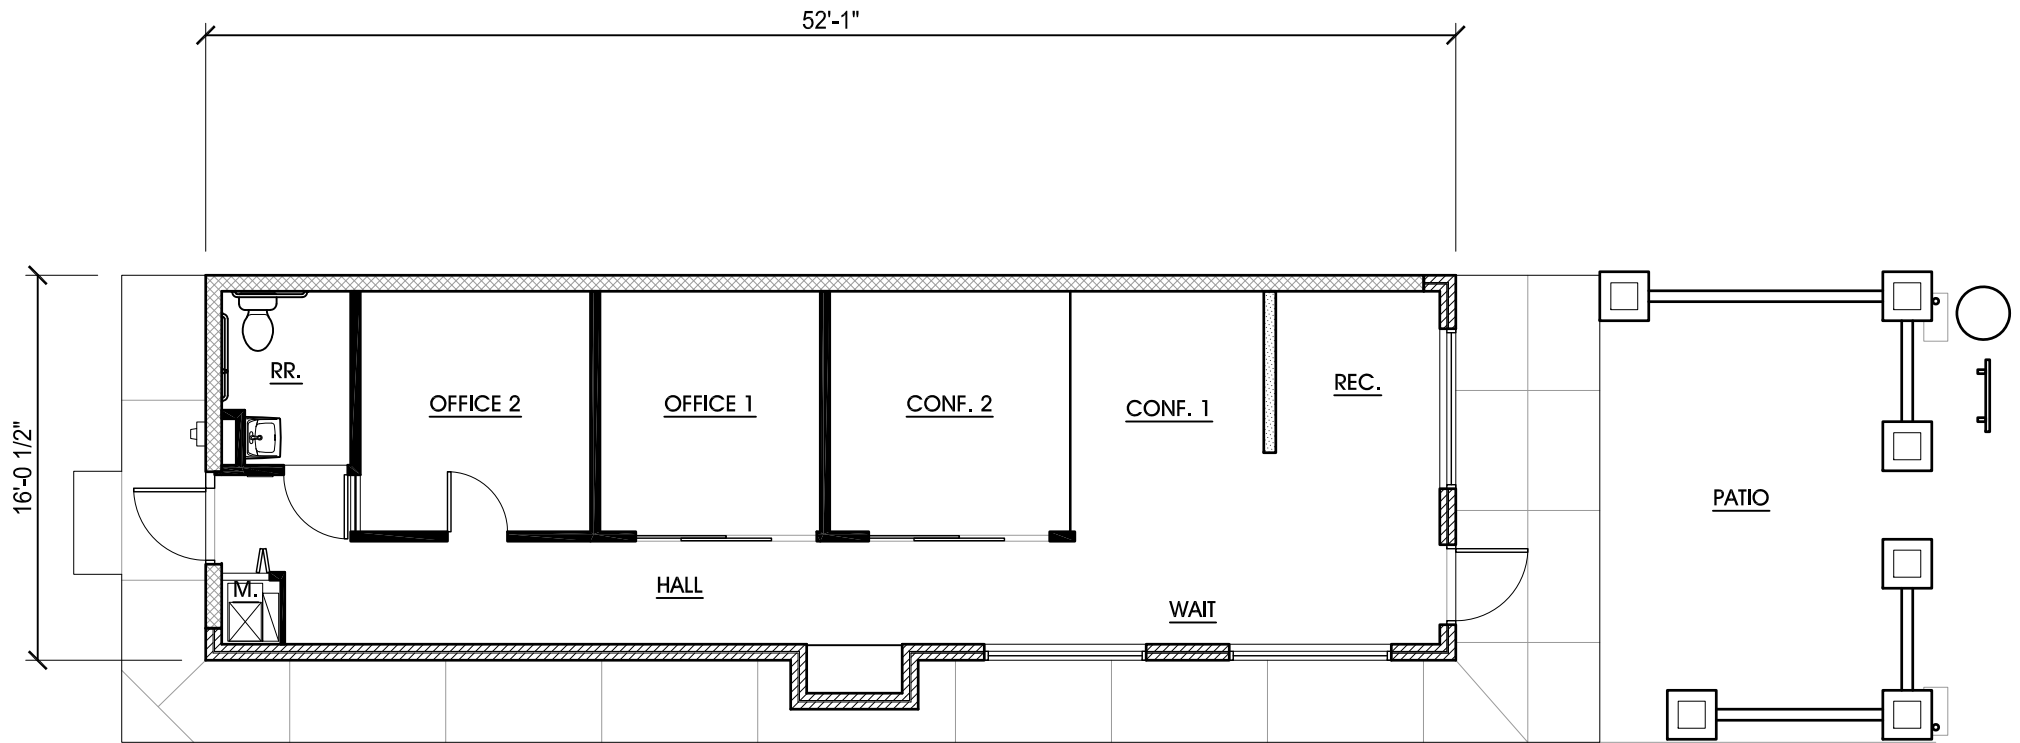 52'-1"
16'-0 1/2"
RR.
OFFICE 2
OFFICE 1
CONF. 2
CONF. 1
REC.
PATIO
M.
HALL
WAIT